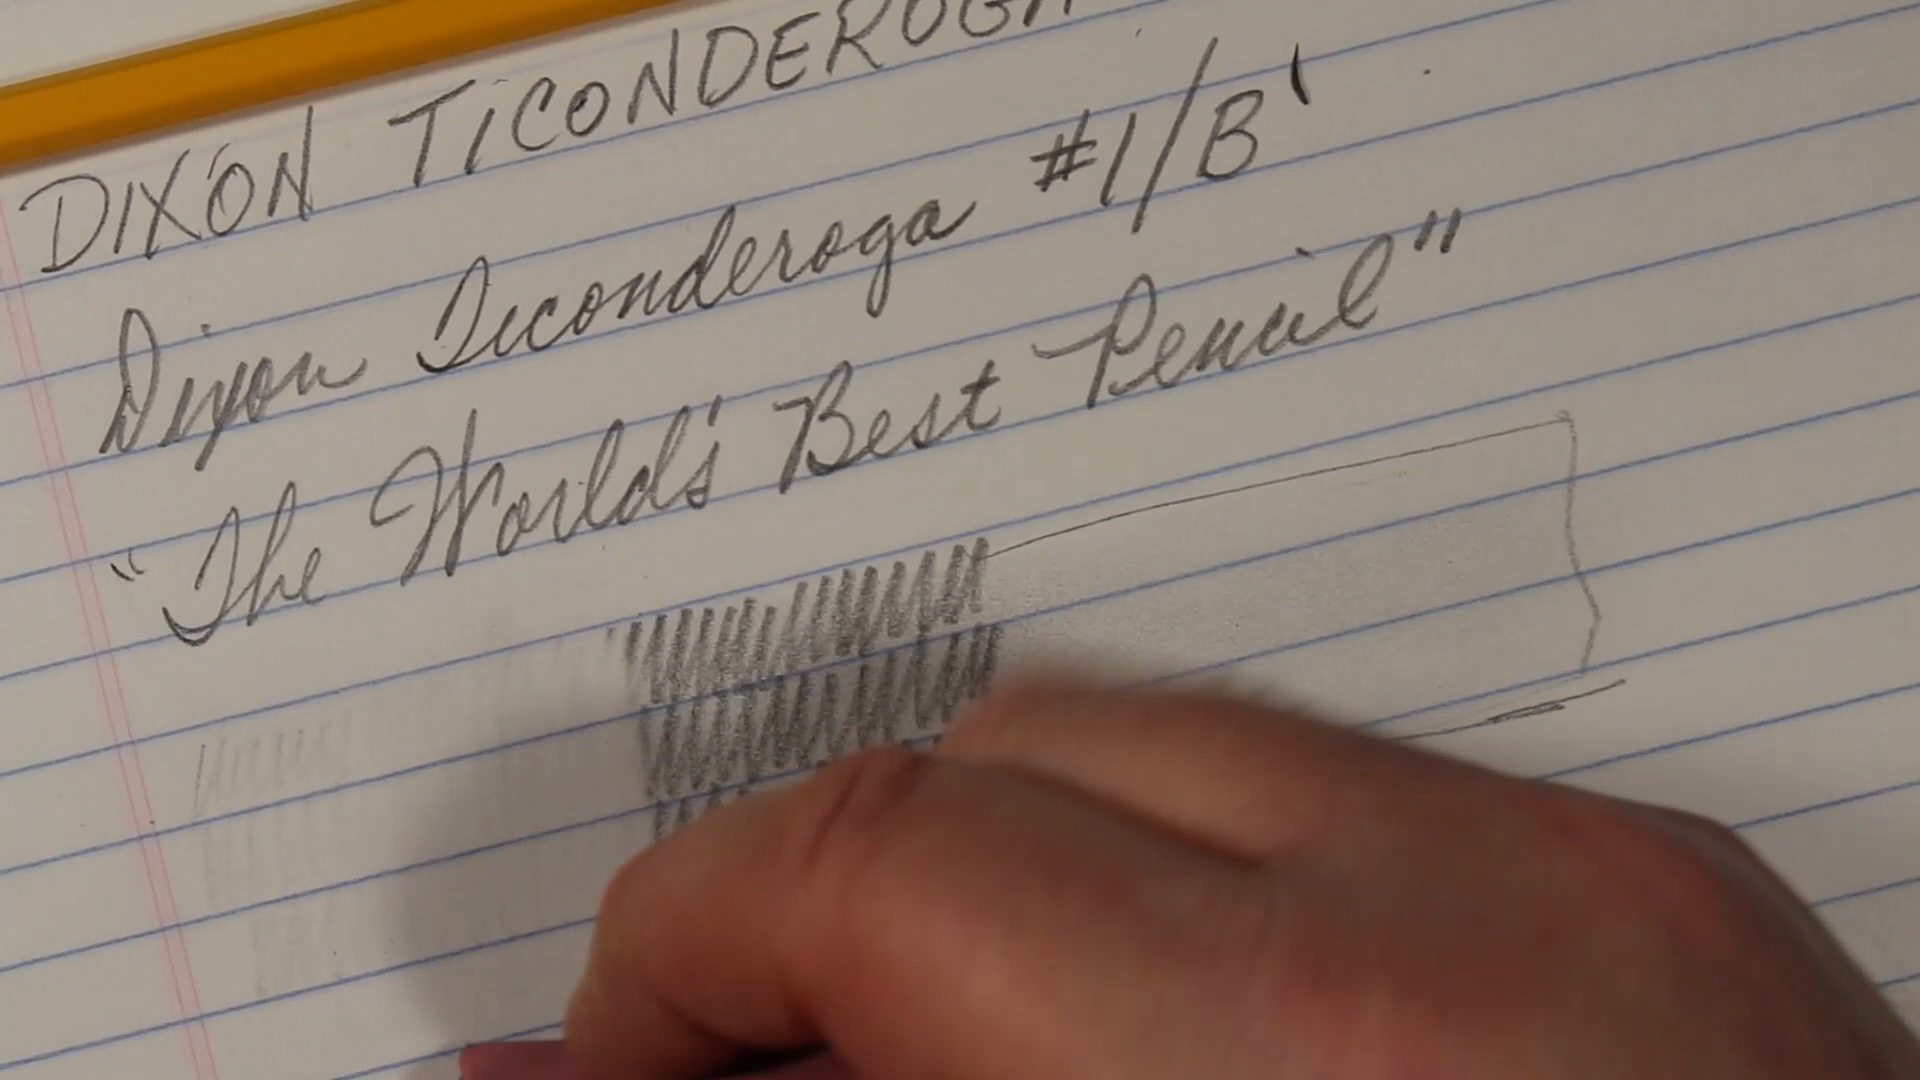 DIXON TICONDEROGA
Dixon Ticonderoga #1/B
"The World's Best Pencil"